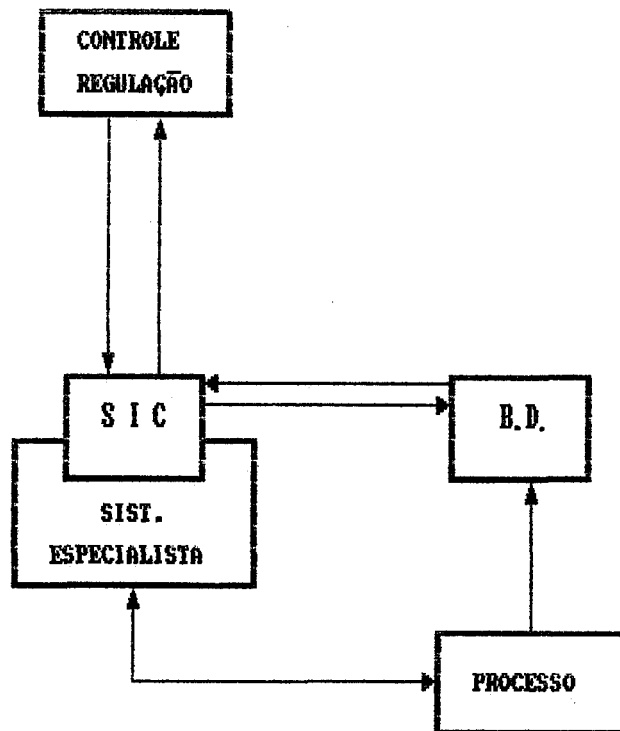 CONTROLE
REGULAÇÃO
S I C
B.D.
SIST.
ESPECIALISTA
PROCESSO